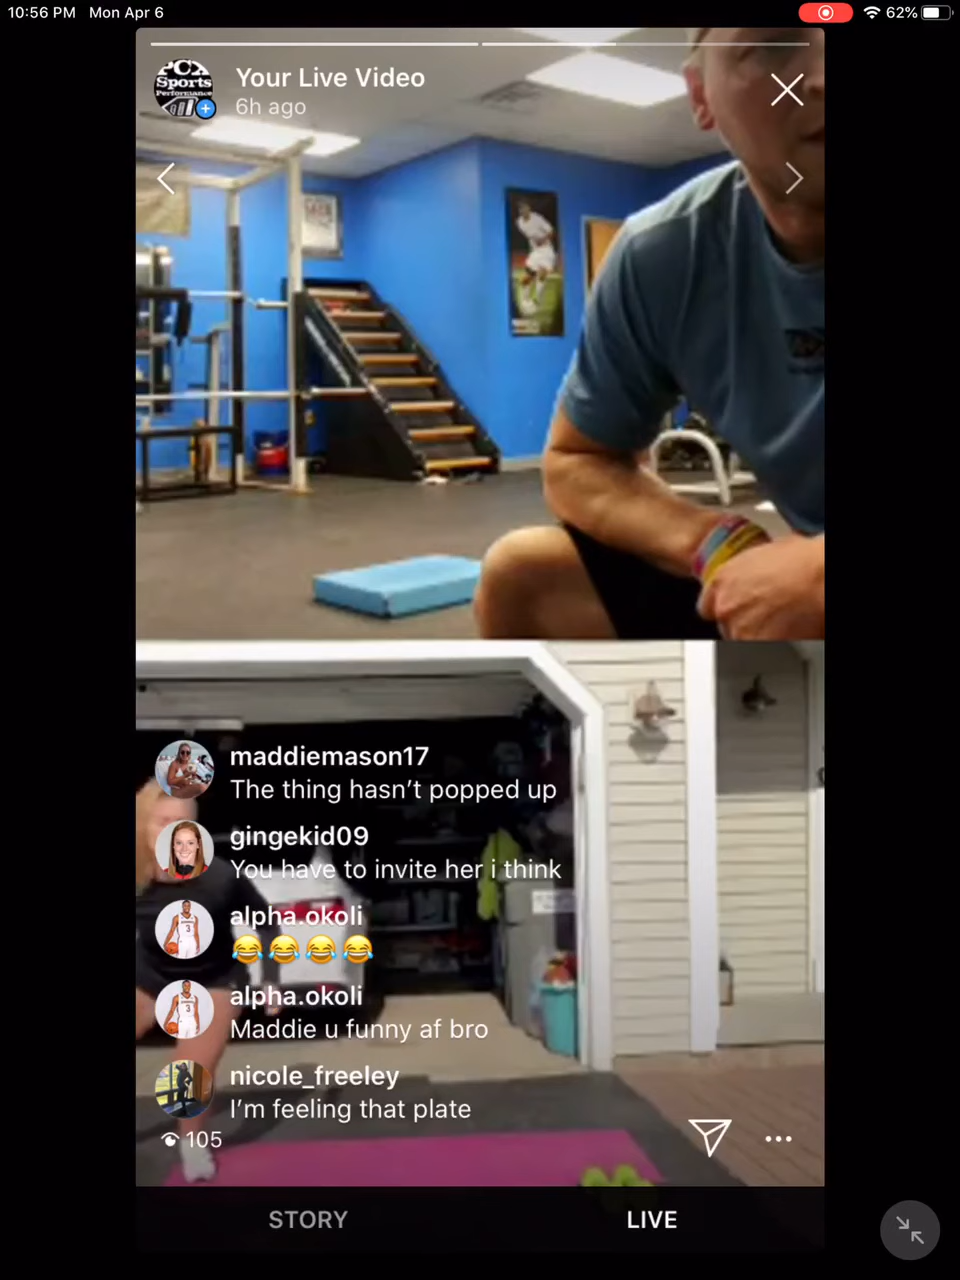 10:56 PM Mon Apr 6
62%
PCX
Sports
Performance
Your Live Video
6h ago
maddiemason17
The thing hasn't popped up
gingekid09
You have to invite her i think
alpha.okoli
😂😂😂😂
alpha.okoli
Maddie u funny af bro
nicole_freeley
I'm feeling that plate
105
STORY
LIVE